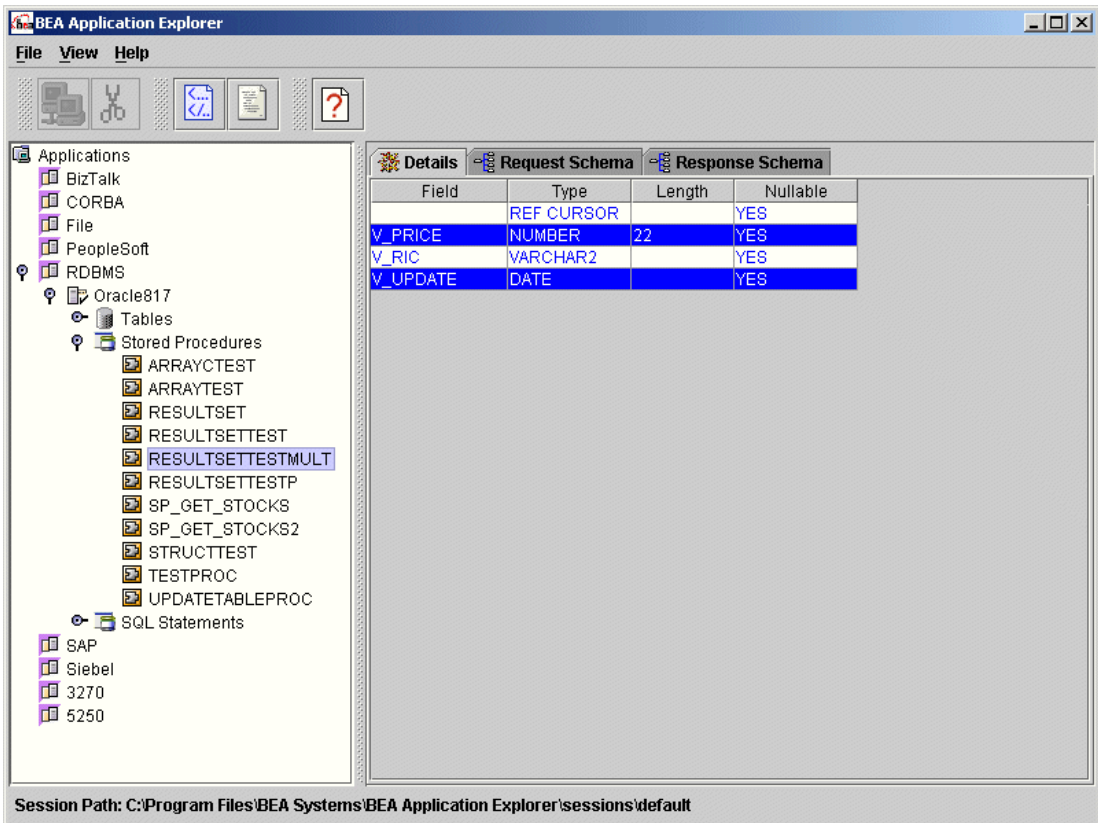 BEA Application Explorer
File View Help
Applications
BizTalk
CORBA
File
PeopleSoft
RDBMS
Oracle817
Tables
Stored Procedures
ARRAYCTEST
ARRAYTEST
RESULTSET
RESULTSETTEST
RESULTSETTESTMULT
RESULTSETTESTP
SP_GET_STOCKS
SP_GET_STOCKS2
STRUCTTEST
TESTPROC
UPDATETABLEPROC
SQL Statements
SAP
Siebel
3270
5250
Details Request Schema Response Schema
Field Type Length Nullable
REF CURSOR YES
V_PRICE NUMBER 22 YES
V_RIC VARCHAR2 YES
V_UPDATE DATE YES
Session Path: C:\Program Files\BEA Systems\BEA Application Explorer\sessions\default